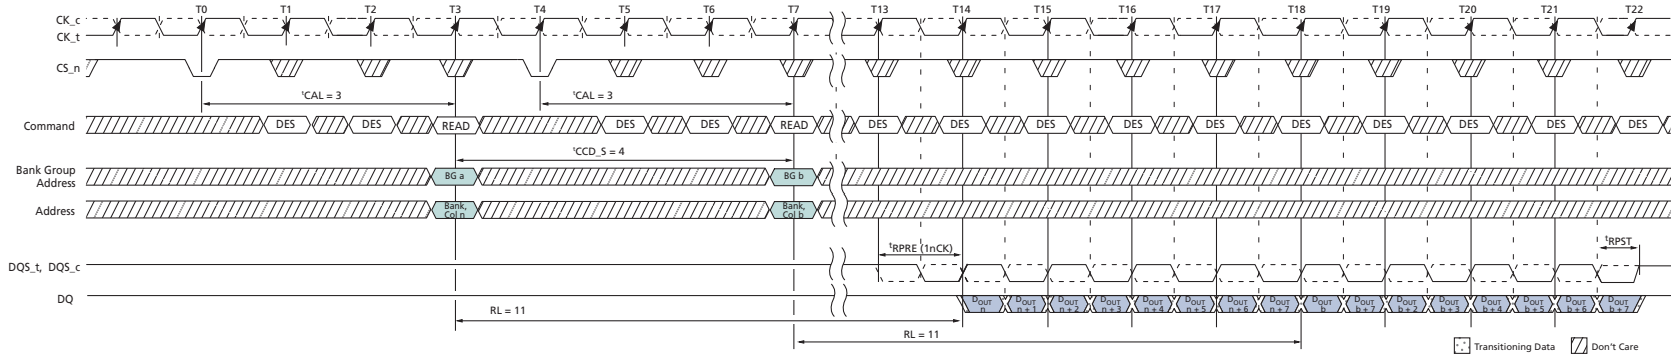 T0 T1 T2 T3 T4 T5 T6 T7 T13 T14 T15 T16 T17 T18 T19 T20 T21 T22
CK_c
CK_t
CS_n
tCAL = 3 tCAL = 3
Command DES DES READ DES DES READ DES DES DES DES DES DES DES DES DES DES
tCCD_S = 4
Bank Group Address BG a BG b
Address Bank, Col n Bank, Col b
tRPRE (1nCK) tRPST
DQS_t, DQS_c
DQ DOUT n DOUT n + 1 DOUT n + 2 DOUT n + 3 DOUT n + 4 DOUT n + 5 DOUT n + 6 DOUT n + 7 DOUT b DOUT b + 7 DOUT b + 2 DOUT b + 3 DOUT b + 4 DOUT b + 5 DOUT b + 6 DOUT b + 7
RL = 11
RL = 11
Transitioning Data Don't Care